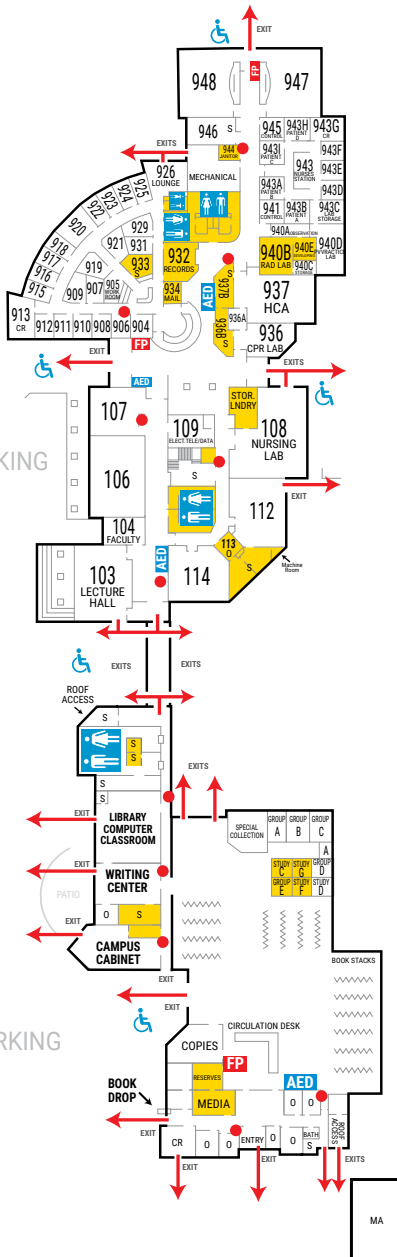 EXIT
948
947
FP
946
S
944
JANITOR
945
CONTROL
943H
PATIENT
D
943G
CR
943I
PATIENT
C
943F
943
NURSES
STATION
943E
943D
EXITS
926
LOUNGE
MECHANICAL
943A
PATIENT
B
941
CONTROL
943B
PATIENT
A
943C
LAB
STORAGE
925
924
923
922
920
918
917
916
915
929
931
921
933
S
919
909
907
905
WORK
ROOM
932
RECORDS
934
MAIL
940A OBSERVATION
940B
RAD LAB
940E
DEVELOPING
940C
STORAGE
940D
S
937B
AED
937
HCA
936A
936B
S
936
CPR LAB
913
CR
912
911
910
908
906
904
FP
EXIT
EXITS
AED
107
109
ELECT.TELE/DATA
STOR.
LNDRY
108
NURSING
LAB
KING
106
S
EXIT
112
104
FACULTY
AED
113
O
103
LECTURE
HALL
114
S
Machine
Room
EXITS
EXITS
ROOF
ACCESS
S
S
S
EXITS
S
S
EXIT
LIBRARY
COMPUTER
CLASSROOM
SPECIAL
COLLECTION
GROUP
A
GROUP
B
GROUP
C
A
EXIT
WRITING
CENTER
STUDY
C
STUDY
G
GROUP
D
GROUP
E
STUDY
F
STUDY
D
PATIO
O
S
EXIT
CAMPUS
CABINET
BOOK STACKS
EXIT
EXIT
RKING
CIRCULATION DESK
COPIES
FP
RESERVES
AED
BOOK
DROP
MEDIA
O
O
ROOF
ACCESS
EXIT
CR
O
O
ENTRY
O
O
BATH
S
EXIT
EXIT
EXITS
MA